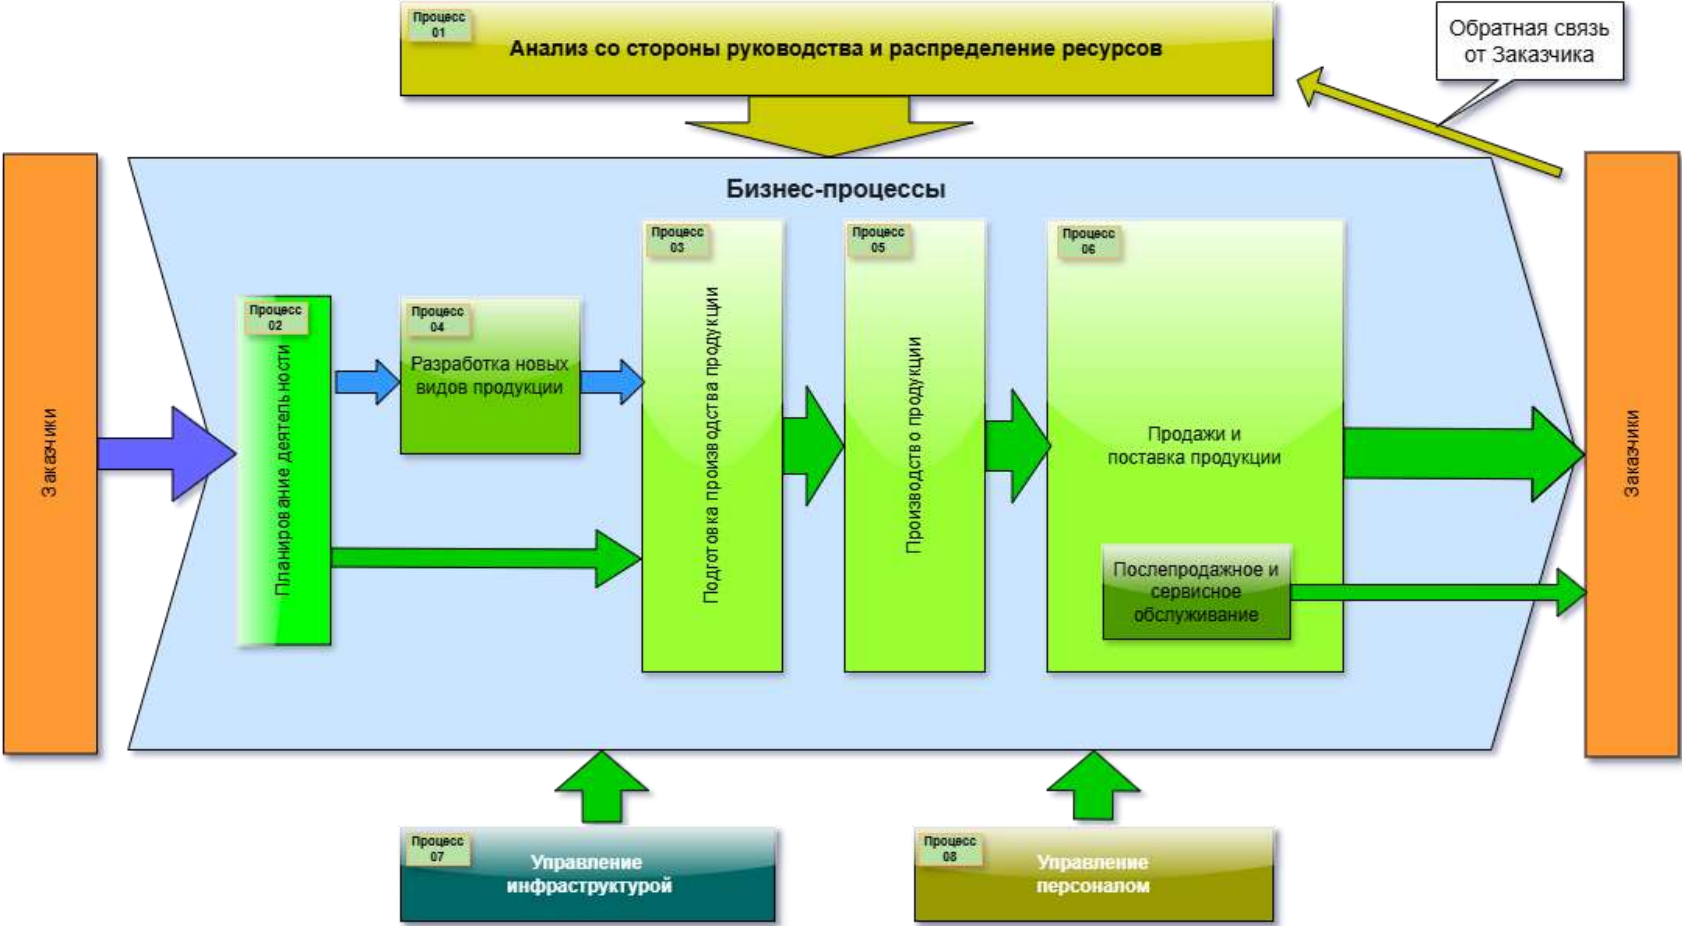 Процесс
01
Анализ со стороны руководства и распределение ресурсов
Обратная связь
от Заказчика
Бизнес-процессы
Заказчики
Процесс
02
Планирование деятельности
Процесс
04
Разработка новых
видов продукции
Процесс
03
Подготовка производства продукции
Процесс
05
Производство продукции
Процесс
06
Продажи и
поставка продукции
Послепродажное и
сервисное
обслуживание
Заказчики
Процесс
07
Управление
инфраструктурой
Процесс
08
Управление
персоналом